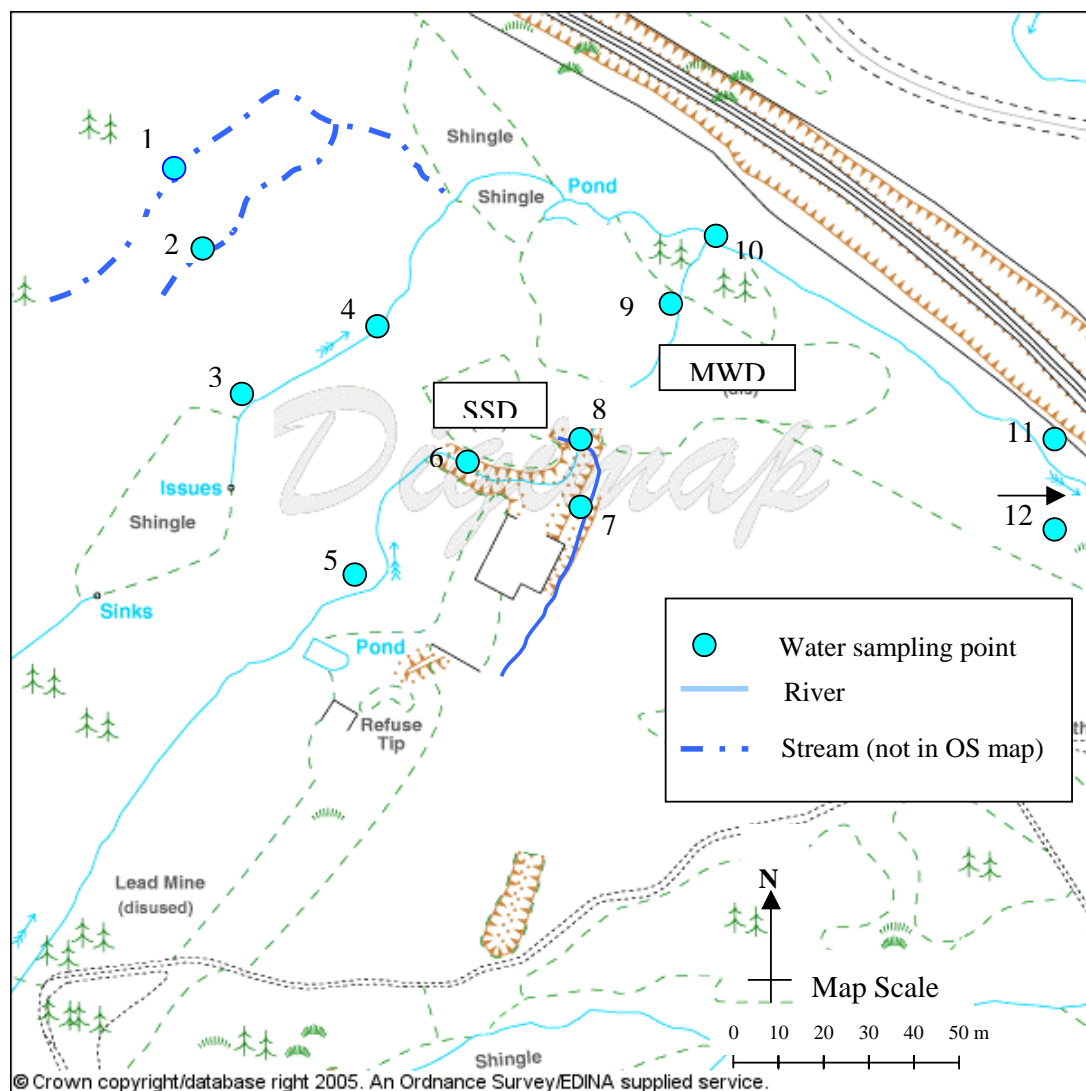 Shingle
1
Shingle
Pond
2
10
4
9
3
MWD
(dis)
SSD
8
11
6
Digimap
Issues
7
12
Shingle
5
Sinks
Pond
Water sampling point
River
Refuse
Tip
Stream (not in OS map)
Lead Mine
(disused)
N
Map Scale
0 10 20 30 40 50 m
Shingle
© Crown copyright/database right 2005. An Ordnance Survey/EDINA supplied service.